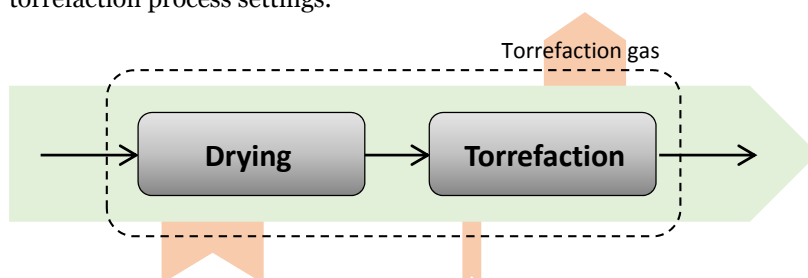 torrefaction process settings.
Torrefaction gas
Drying
Torrefaction